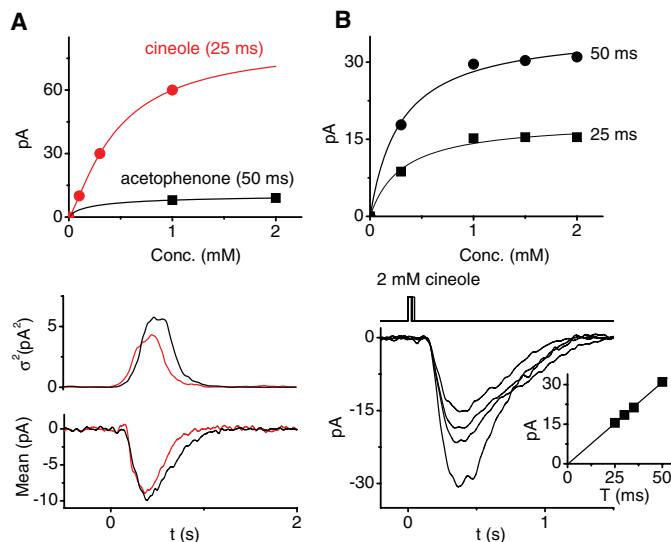 A
cineole (25 ms)
pA
60
30
0
acetophenone (50 ms)
0
1
2
Conc. (mM)
B
50 ms
25 ms
pA
30
15
0
0
1
2
Conc. (mM)
σ²(pA²)
5
0
Mean (pA)
0
-5
-10
0
2
t (s)
2 mM cineole
pA
0
-15
-30
0
1
t (s)
pA
30
15
0
0
25
50
T (ms)